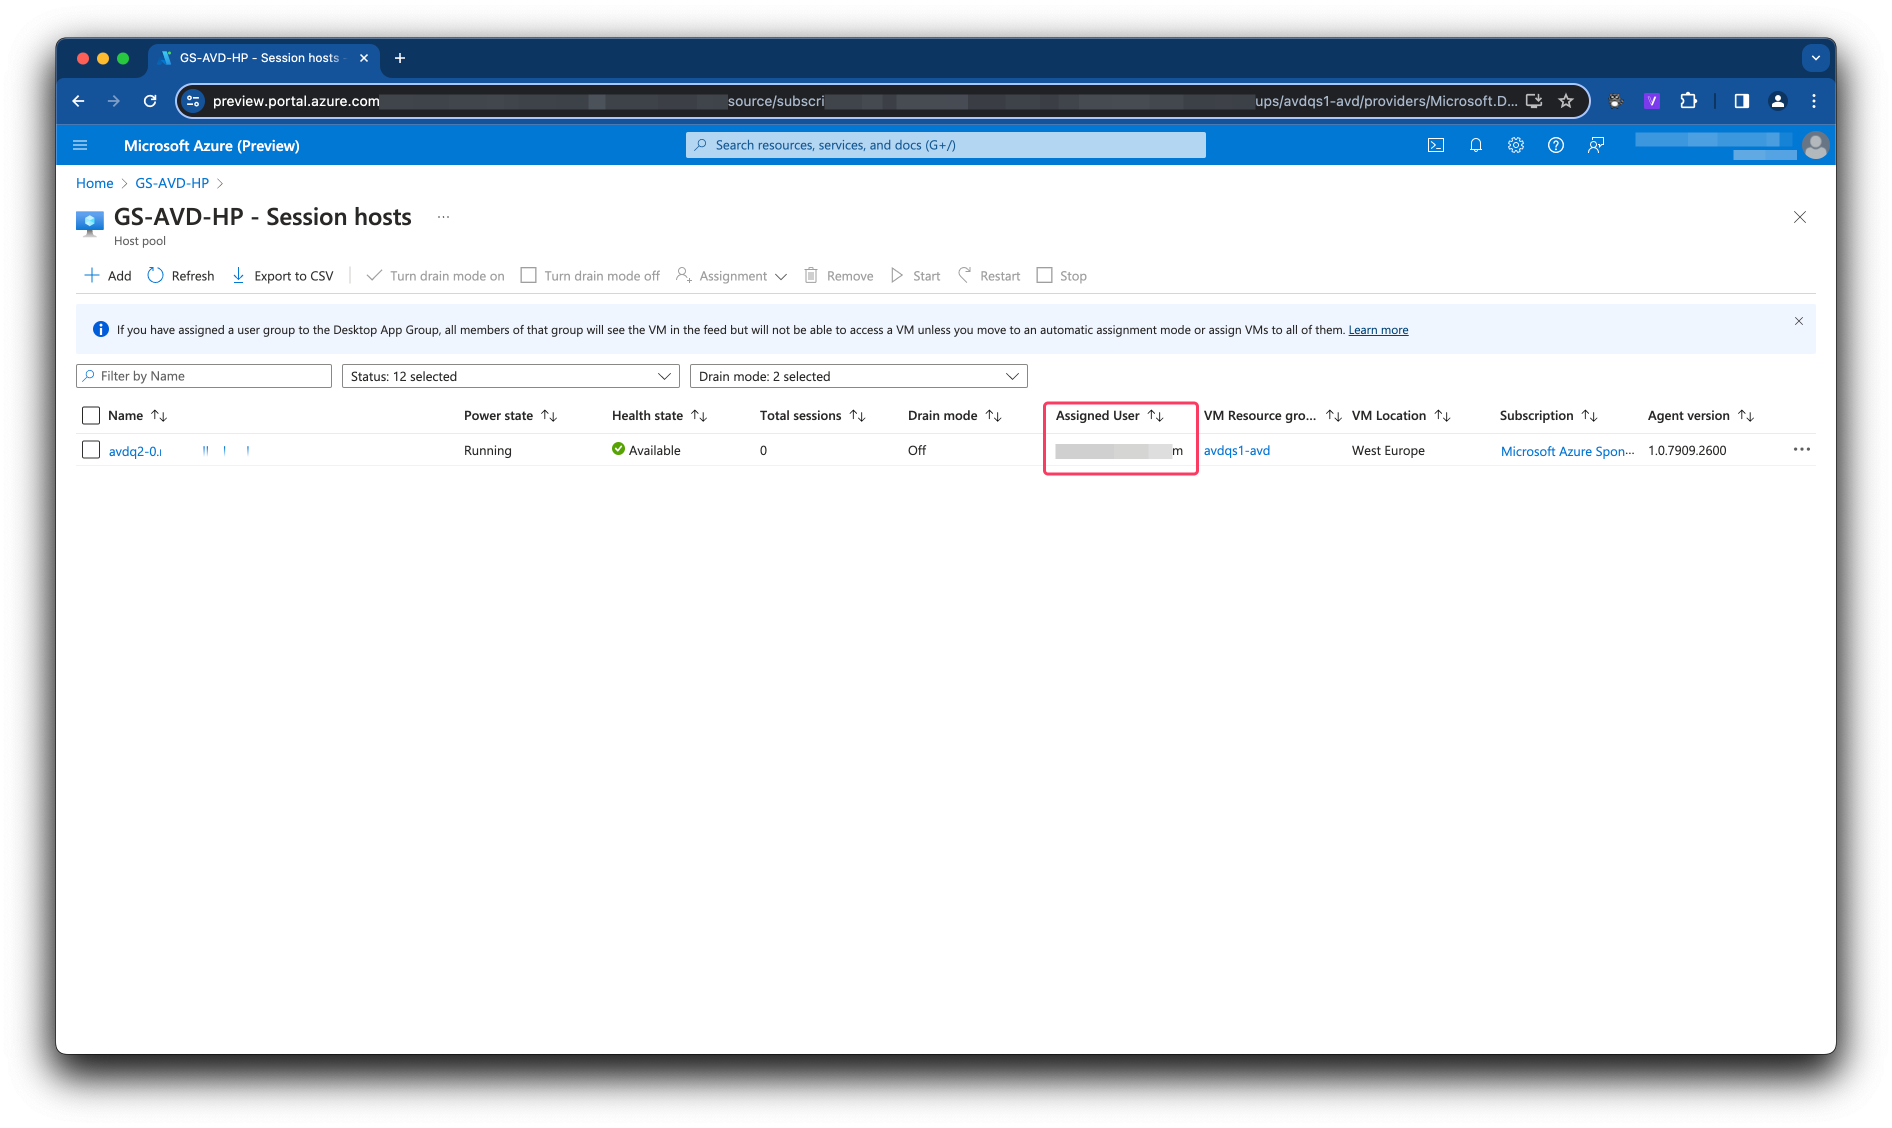 GS-AVD-HP - Session hosts
preview.portal.azure.com source/subscri ups/avdqs1-avd/providers/Microsoft.D...
Microsoft Azure (Preview)
Search resources, services, and docs (G+/)
Home > GS-AVD-HP >
GS-AVD-HP - Session hosts ...
Host pool
Add Refresh Export to CSV Turn drain mode on Turn drain mode off Assignment Remove Start Restart Stop
If you have assigned a user group to the Desktop App Group, all members of that group will see the VM in the feed but will not be able to access a VM unless you move to an automatic assignment mode or assign VMs to all of them. Learn more
Filter by Name Status: 12 selected Drain mode: 2 selected
Name Power state Health state Total sessions Drain mode Assigned User VM Resource gro... VM Location Subscription Agent version
avdq2-0. Running Available 0 Off m avdqs1-avd West Europe Microsoft Azure Spon... 1.0.7909.2600